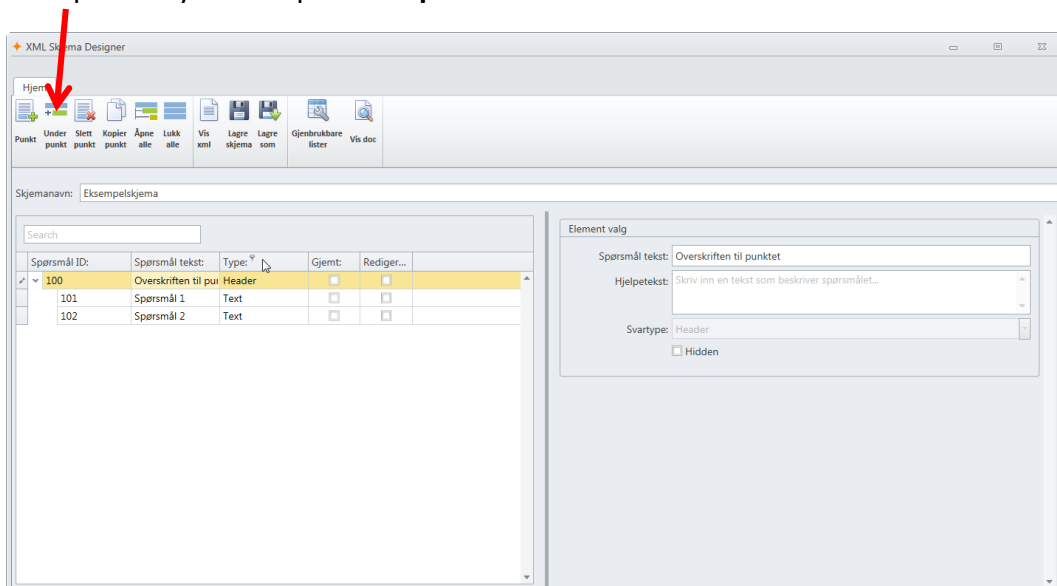 XML Skjema Designer
Hjem
Punkt
Under punkt
Slett punkt
Kopier punkt
Åpne alle
Lukk alle
Vis xml
Lagre skjema
Lagre som
Gjenbrukbare lister
Vis doc
Skjemanavn: Eksempelskjema
Search
Spørsmål ID: Spørsmål tekst: Type: Gjemt: Rediger...
100 Overskriften til pun Header
101 Spørsmål 1 Text
102 Spørsmål 2 Text
Element valg
Spørsmål tekst: Overskriften til punktet
Hjelpetekst: Skriv inn en tekst som beskriver spørsmålet...
Svartype: Header
Hidden